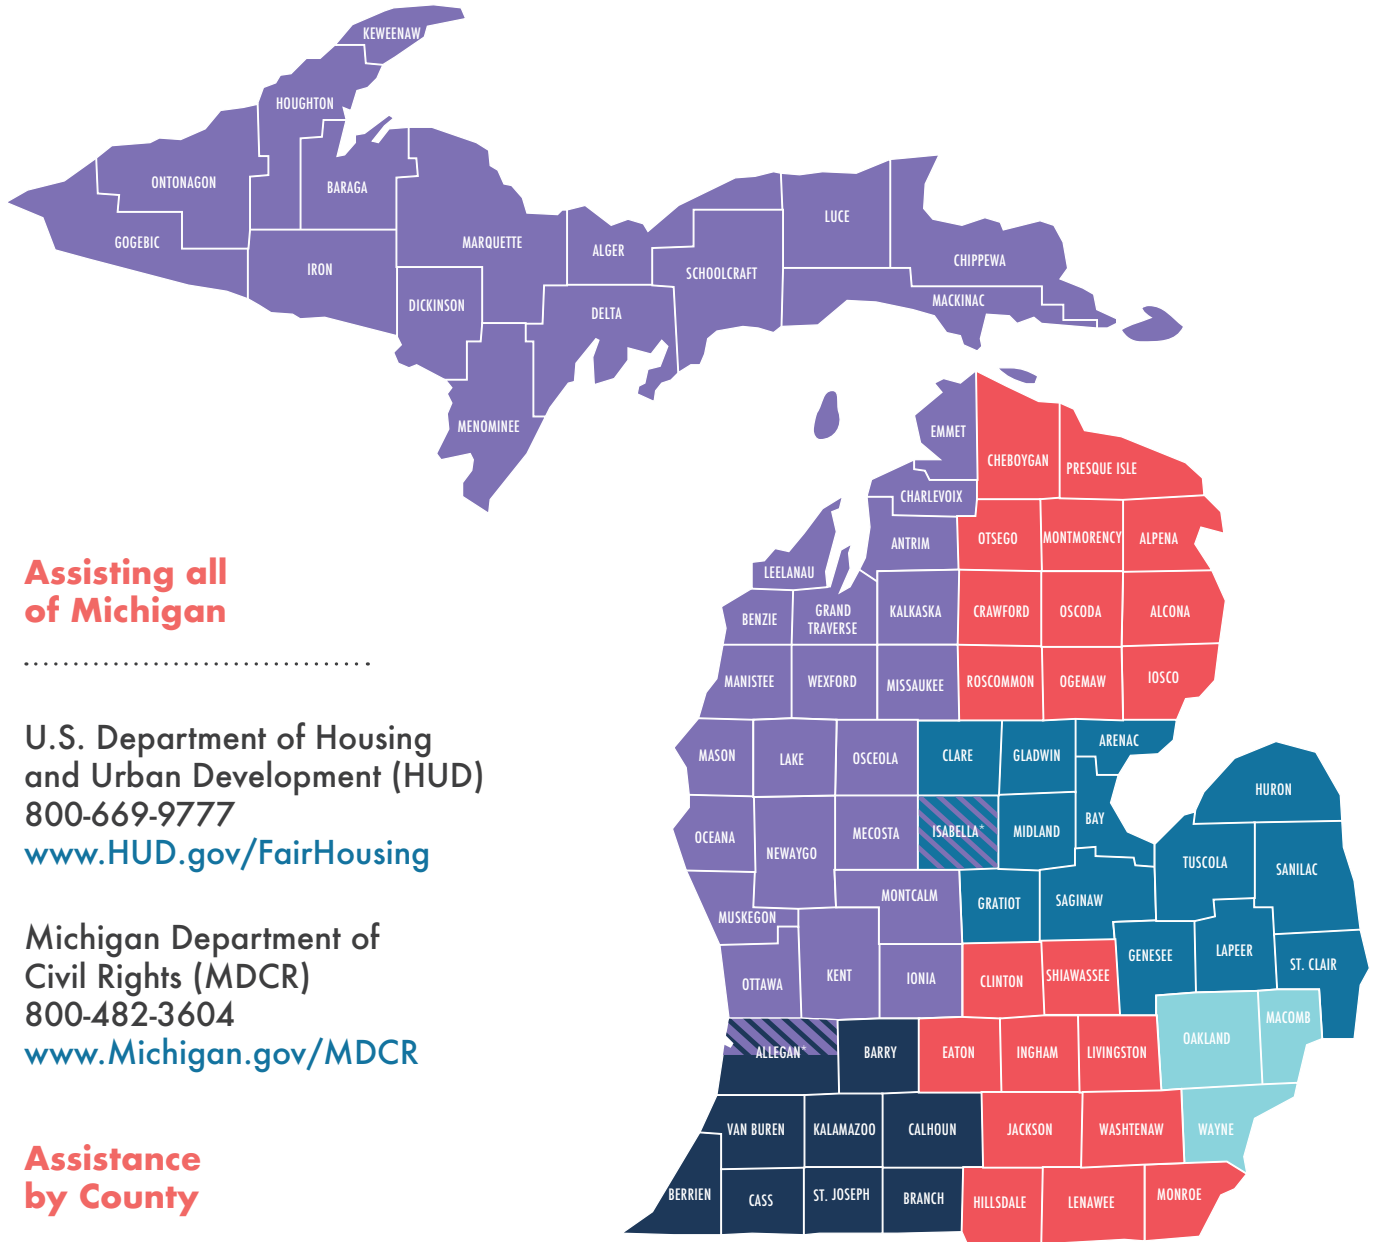 KEWEENAW
HOUGHTON
ONTONAGON
BARAGA
GOGEBIC
IRON
MARQUETTE
DICKINSON
ALGER
DELTA
SCHOOLCRAFT
LUCE
CHIPPEWA
MACKINAC
MENOMINEE
EMMET
CHEBOYGAN
PRESQUE ISLE
CHARLEVOIX
ANTRIM
OTSEGO
MONTMORENCY
ALPENA
LEELANAU
BENZIE
GRAND
TRAVERSE
KALKASKA
CRAWFORD
OSCODA
ALCONA
MANISTEE
WEXFORD
MISSAUKEE
ROSCOMMON
OGEMAW
IOSCO
MASON
LAKE
OSCEOLA
CLARE
GLADWIN
ARENAC
HURON
OCEANA
NEWAYGO
MECOSTA
ISABELLA*
MIDLAND
BAY
TUSCOLA
SANILAC
MUSKEGON
MONTCALM
GRATIOT
SAGINAW
OTTAWA
KENT
IONIA
CLINTON
SHIAWASSEE
GENESEE
LAPEER
ST. CLAIR
ALLEGAN*
BARRY
EATON
INGHAM
LIVINGSTON
OAKLAND
MACOMB
VAN BUREN
KALAMAZOO
CALHOUN
JACKSON
WASHTENAW
WAYNE
BERRIEN
CASS
ST. JOSEPH
BRANCH
HILLSDALE
LENAWEE
MONROE
Assisting all
of Michigan
U.S. Department of Housing
and Urban Development (HUD)
800-669-9777
www.HUD.gov/FairHousing
Michigan Department of
Civil Rights (MDCR)
800-482-3604
www.Michigan.gov/MDCR
Assistance
by County